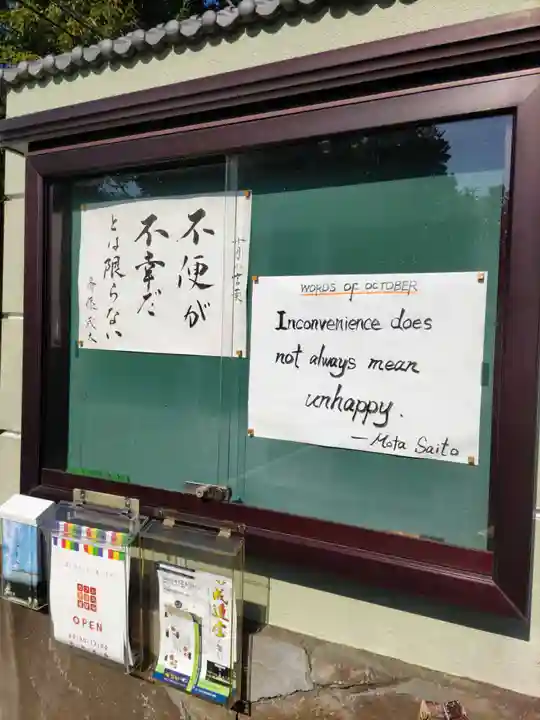 十月の言葉
不便が
不幸だ
とは限らない
斎藤茂太
WORDS OF OCTOBER
Inconvenience does
not always mean
unhappy.
— Mota Saito
OPEN